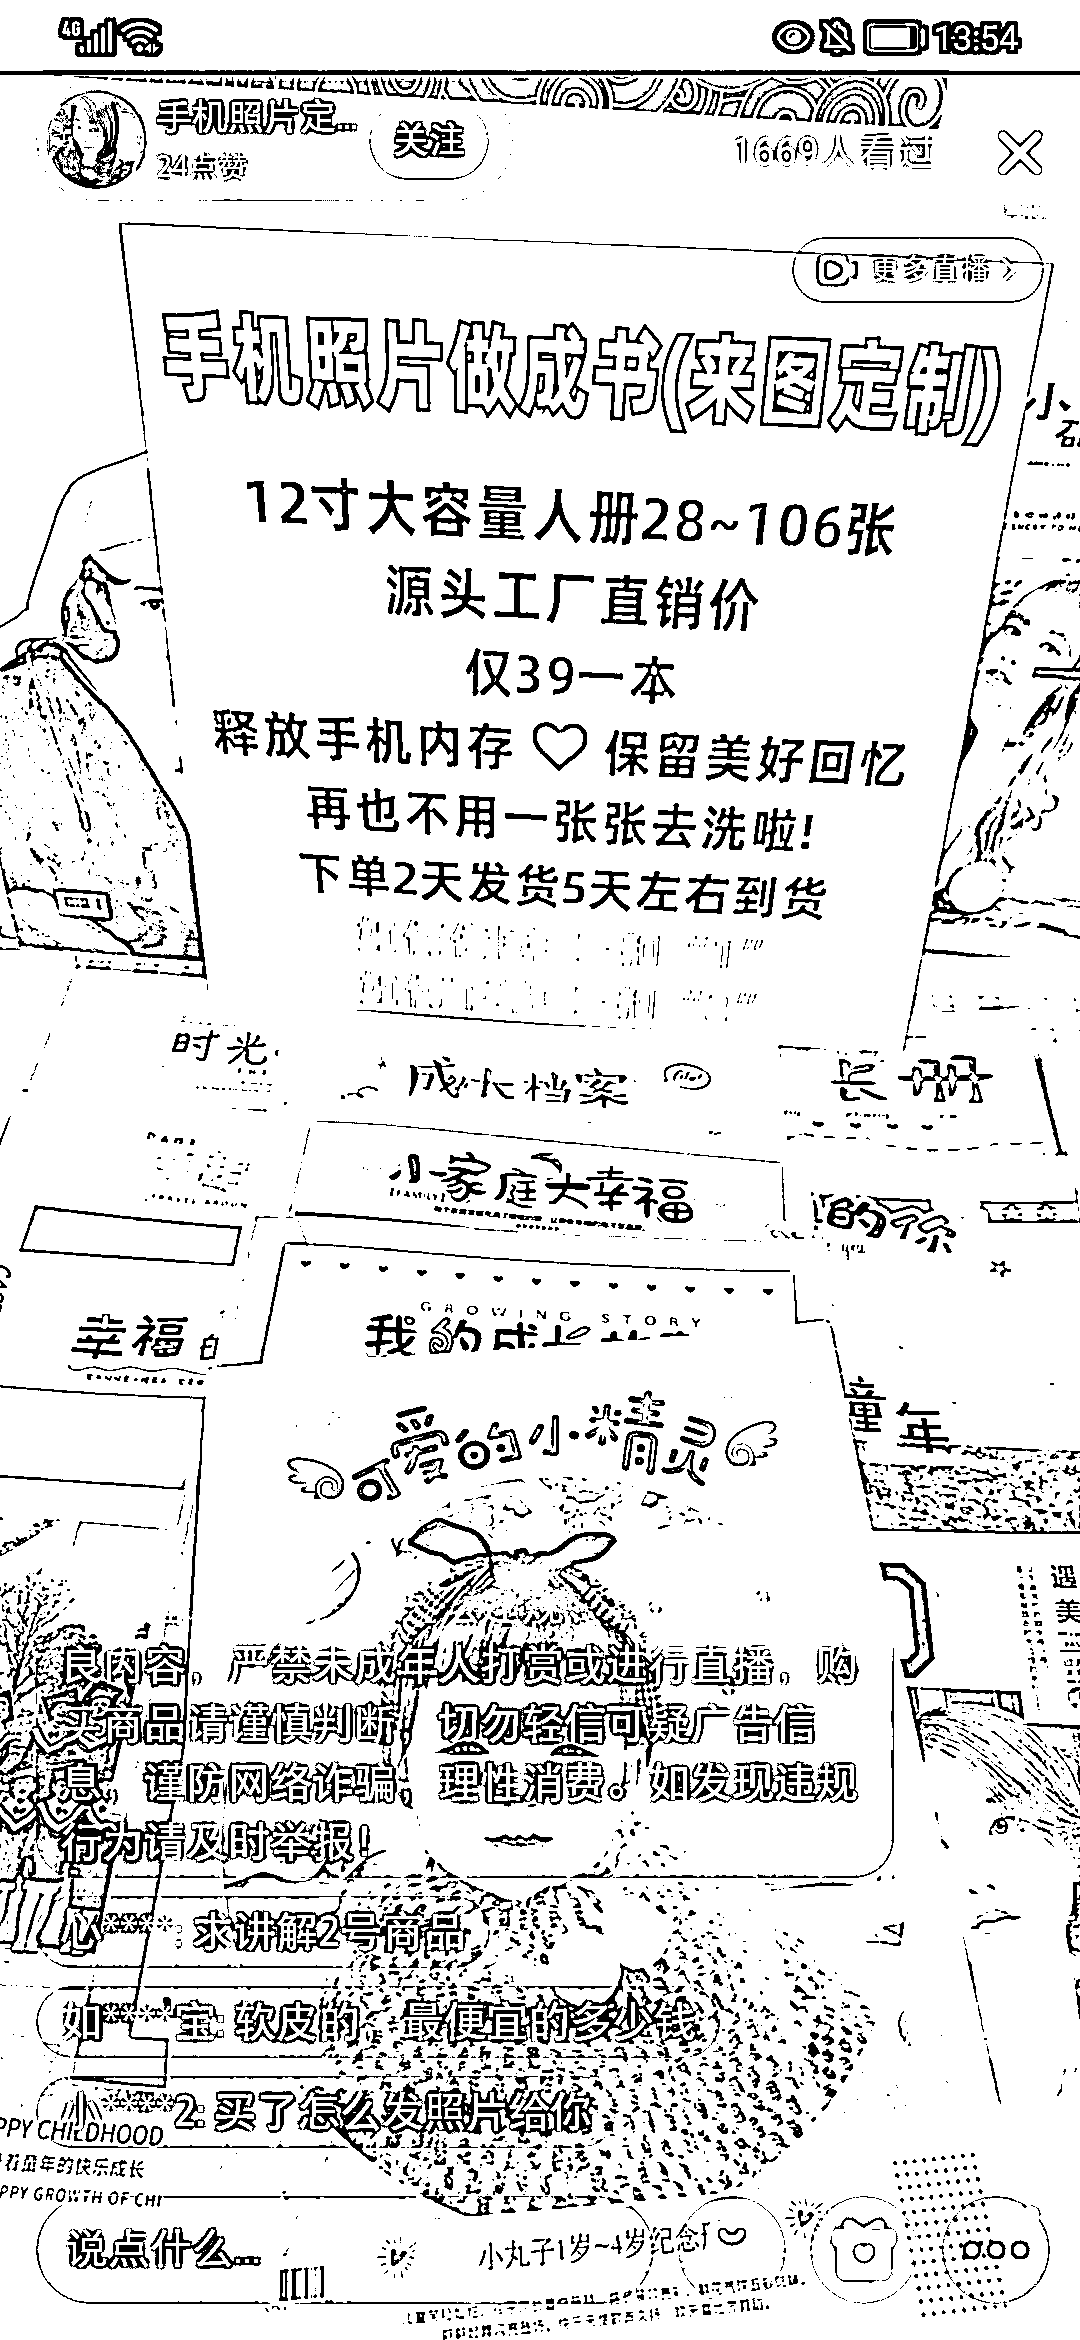 4G 13:54
手机照片定... 关注 1669人看过
24点赞
更多直播
手机照片做成书(来图定制)
12寸大容量人册28~106张
源头工厂直销价
仅39一本
释放手机内存 ♡ 保留美好回忆
再也不用一张张去洗啦!
下单2天发货5天左右到货
时光
成长档案
长册
小家庭大幸福
的你
幸福
GROWING STORY
我的成
可爱的小精灵
童年
遇
美
良内容。严禁未成年人打赏或进行直播。购
买商品请谨慎判断，切勿轻信可疑广告信
息，谨防网络诈骗，理性消费。如发现违规
行为请及时举报!
心****: 求讲解2号商品
如****宝: 软皮的，最便宜的多少钱
小****2: 买了怎么发照片给你
PPY CHILDHOOD
童年的快乐成长
PPY GROWTH OF CHI
说点什么...
小丸子1岁~4岁纪念